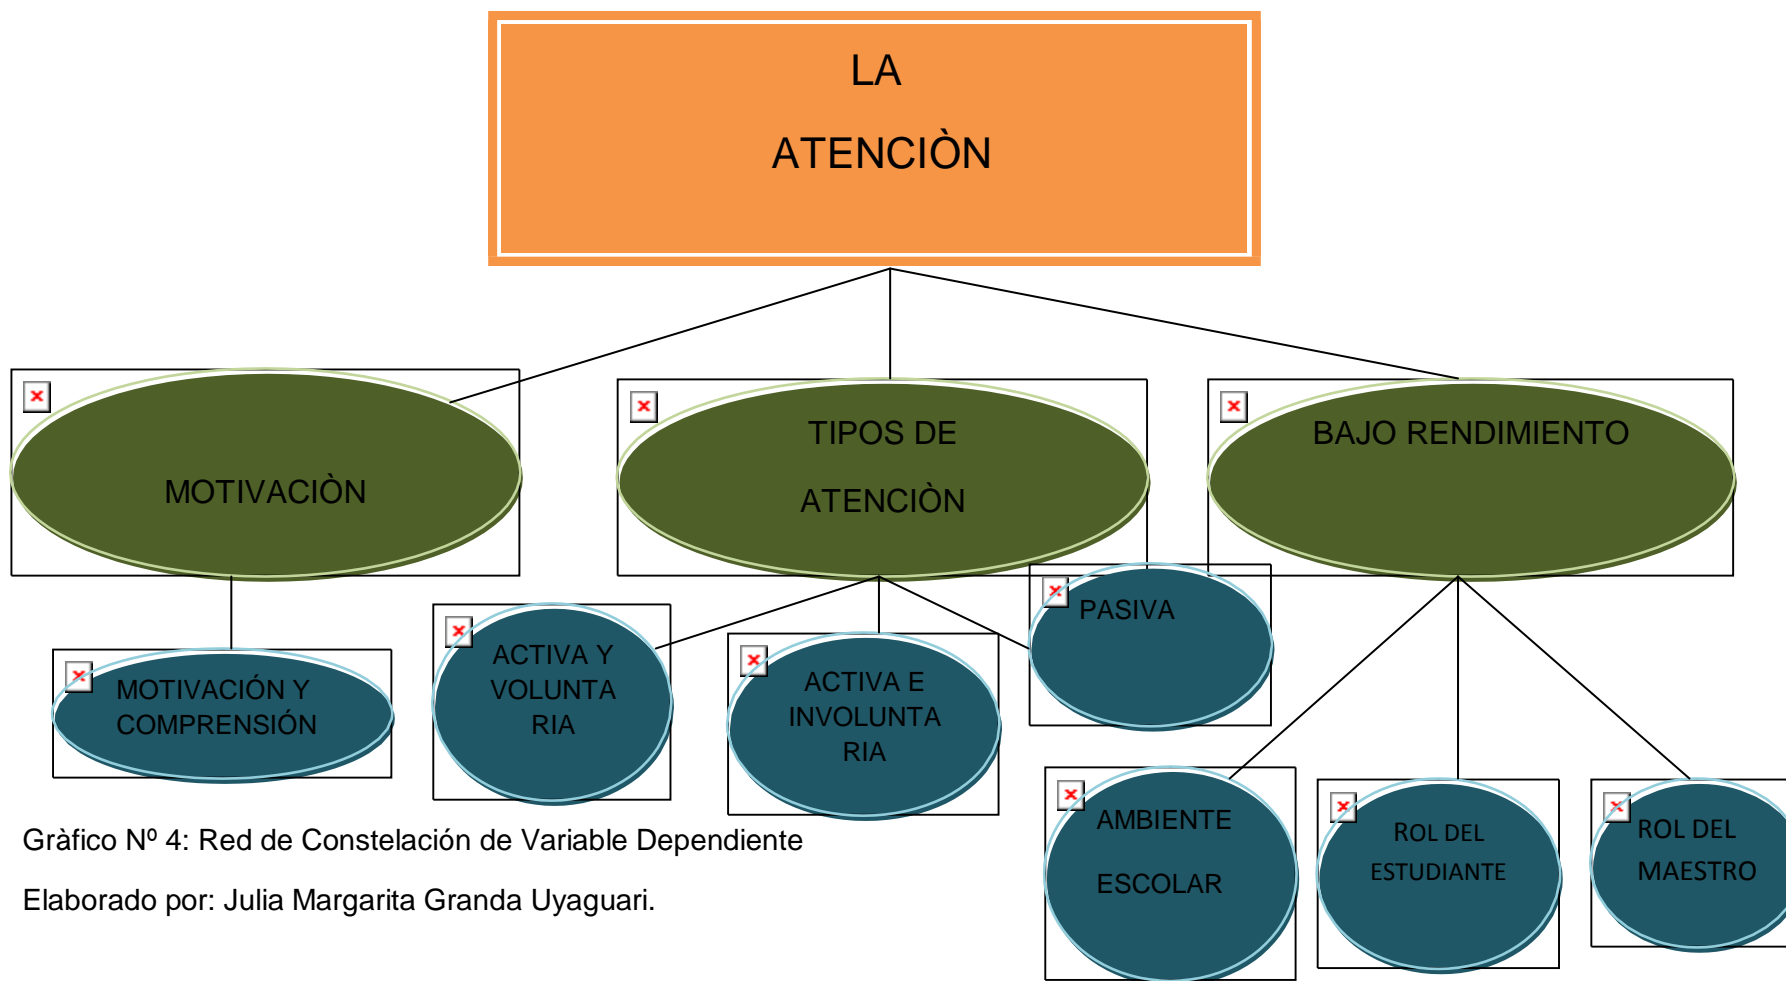 LA
ATENCIÒN
MOTIVACIÒN
TIPOS DE
ATENCIÒN
BAJO RENDIMIENTO
MOTIVACIÓN Y
COMPRENSIÓN
ACTIVA Y
VOLUNTA
RIA
ACTIVA E
INVOLUNTA
RIA
PASIVA
AMBIENTE
ESCOLAR
ROL DEL
ESTUDIANTE
ROL DEL
MAESTRO
Gràfico Nº 4: Red de Constelación de Variable Dependiente
Elaborado por: Julia Margarita Granda Uyaguari.